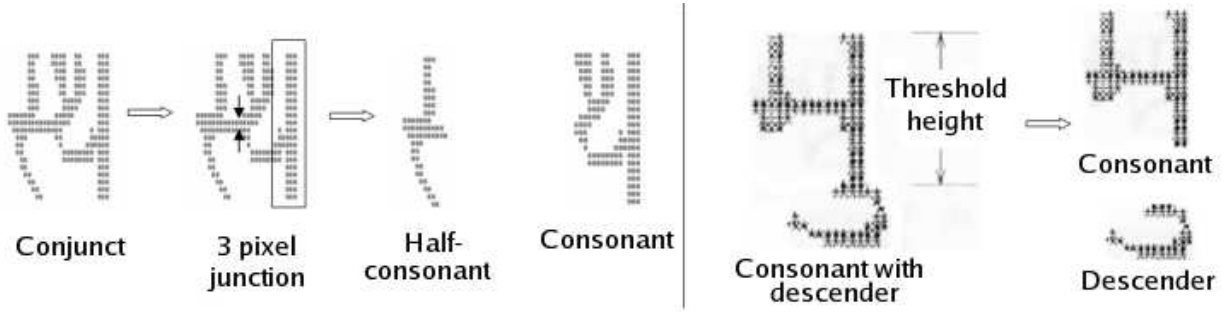 Conjunct
3 pixel
junction
Half-
consonant
Consonant
Threshold
height
Consonant with
descender
Consonant
Descender